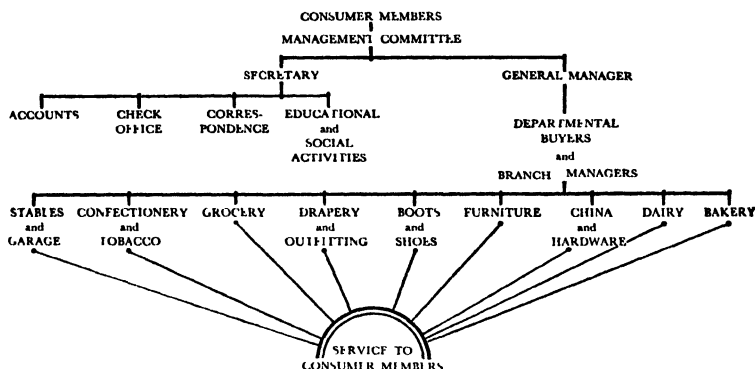 CONSUMER MEMBERS
MANAGEMENT COMMITTEE
SECRETARY
GENERAL MANAGER
ACCOUNTS
CHECK
OFFICE
CORRES-
PONDENCE
EDUCATIONAL
and
SOCIAL
ACTIVITIES
DEPARTMENTAL
BUYERS
and
BRANCH MANAGERS
STABLES
and
GARAGE
CONFECTIONERY
and
TOBACCO
GROCERY
DRAPERY
and
OUTFITTING
BOOTS
and
SHOES
FURNITURE
CHINA
and
HARDWARE
DAIRY
BAKERY
SERVICE TO
CONSUMER MEMBERS